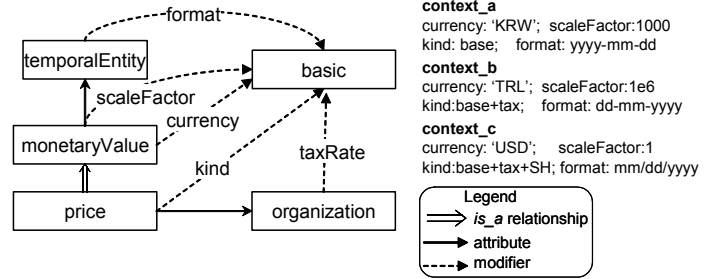 format
temporalEntity
basic
scaleFactor
currency
monetaryValue
kind
taxRate
price
organization
context_a
currency: ‘KRW’; scaleFactor:1000
kind: base; format: yyyy-mm-dd
context_b
currency: ‘TRL’; scaleFactor:1e6
kind:base+tax; format: dd-mm-yyyy
context_c
currency: ‘USD’; scaleFactor:1
kind:base+tax+SH; format: mm/dd/yyyy
Legend
is_a relationship
attribute
modifier